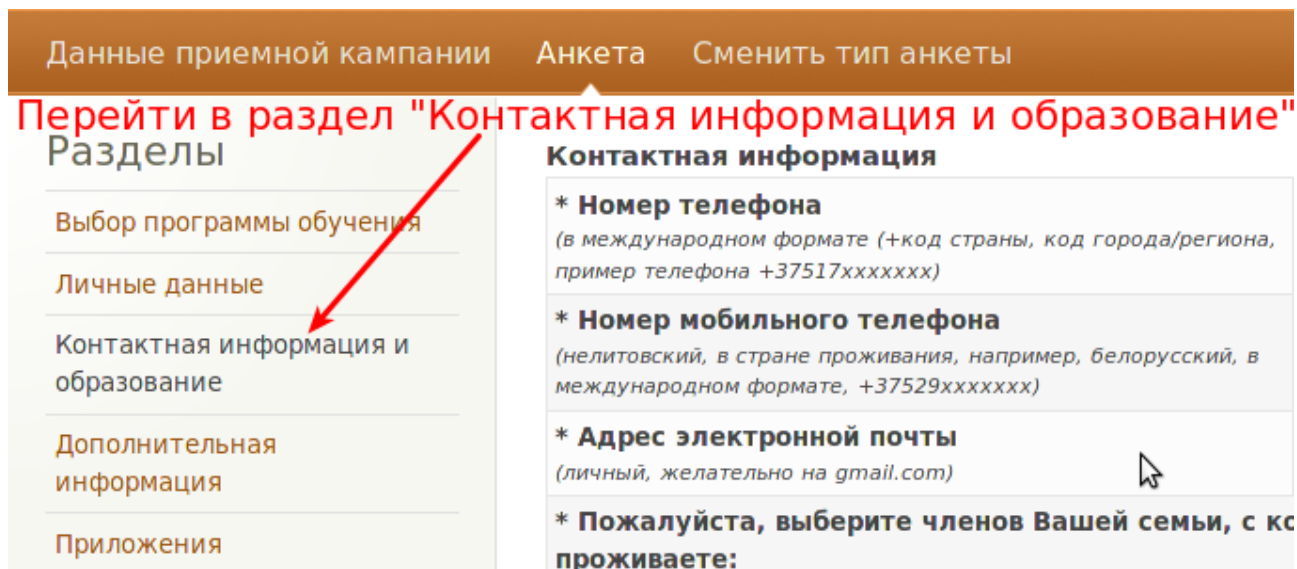 Данные приемной кампании Анкета Сменить тип анкеты
Перейти в раздел "Контактная информация и образование"
Разделы
Выбор программы обучения
Личные данные
Контактная информация и
образование
Дополнительная
информация
Приложения
Контактная информация
* Номер телефона
(в международном формате (+код страны, код города/региона,
пример телефона +37517xxxxxxx)
* Номер мобильного телефона
(нелитовский, в стране проживания, например, белорусский, в
международном формате, +37529xxxxxxx)
* Адрес электронной почты
(личный, желательно на gmail.com)
* Пожалуйста, выберите членов Вашей семьи, с
проживаете: